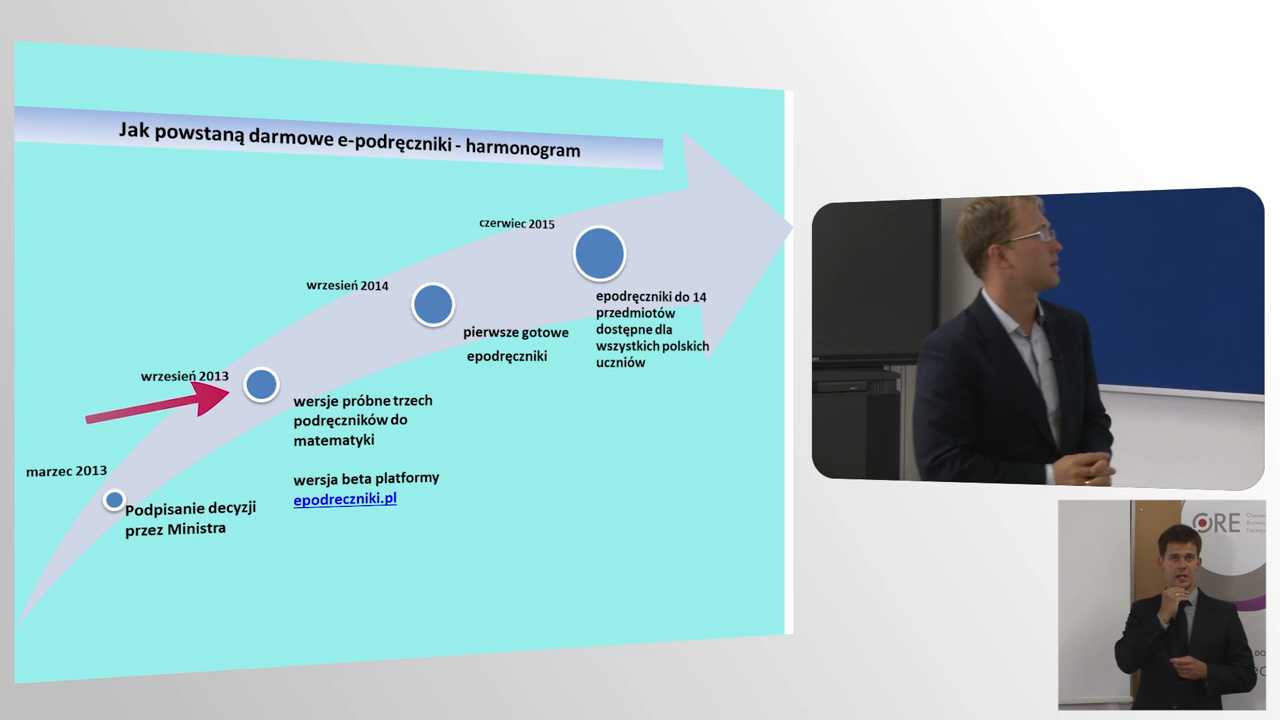 Jak powstaną darmowe e-podręczniki - harmonogram
czerwiec 2015
wrzesień 2014
epodręczniki do 14
przedmiotów
dostępne dla
wszystkich polskich
uczniów
pierwsze gotowe
epodręczniki
wrzesień 2013
wersje próbne trzech
podręczników do
matematyki
wersja beta platformy
epodreczniki.pl
marzec 2013
Podpisanie decyzji
przez Ministra
ORE